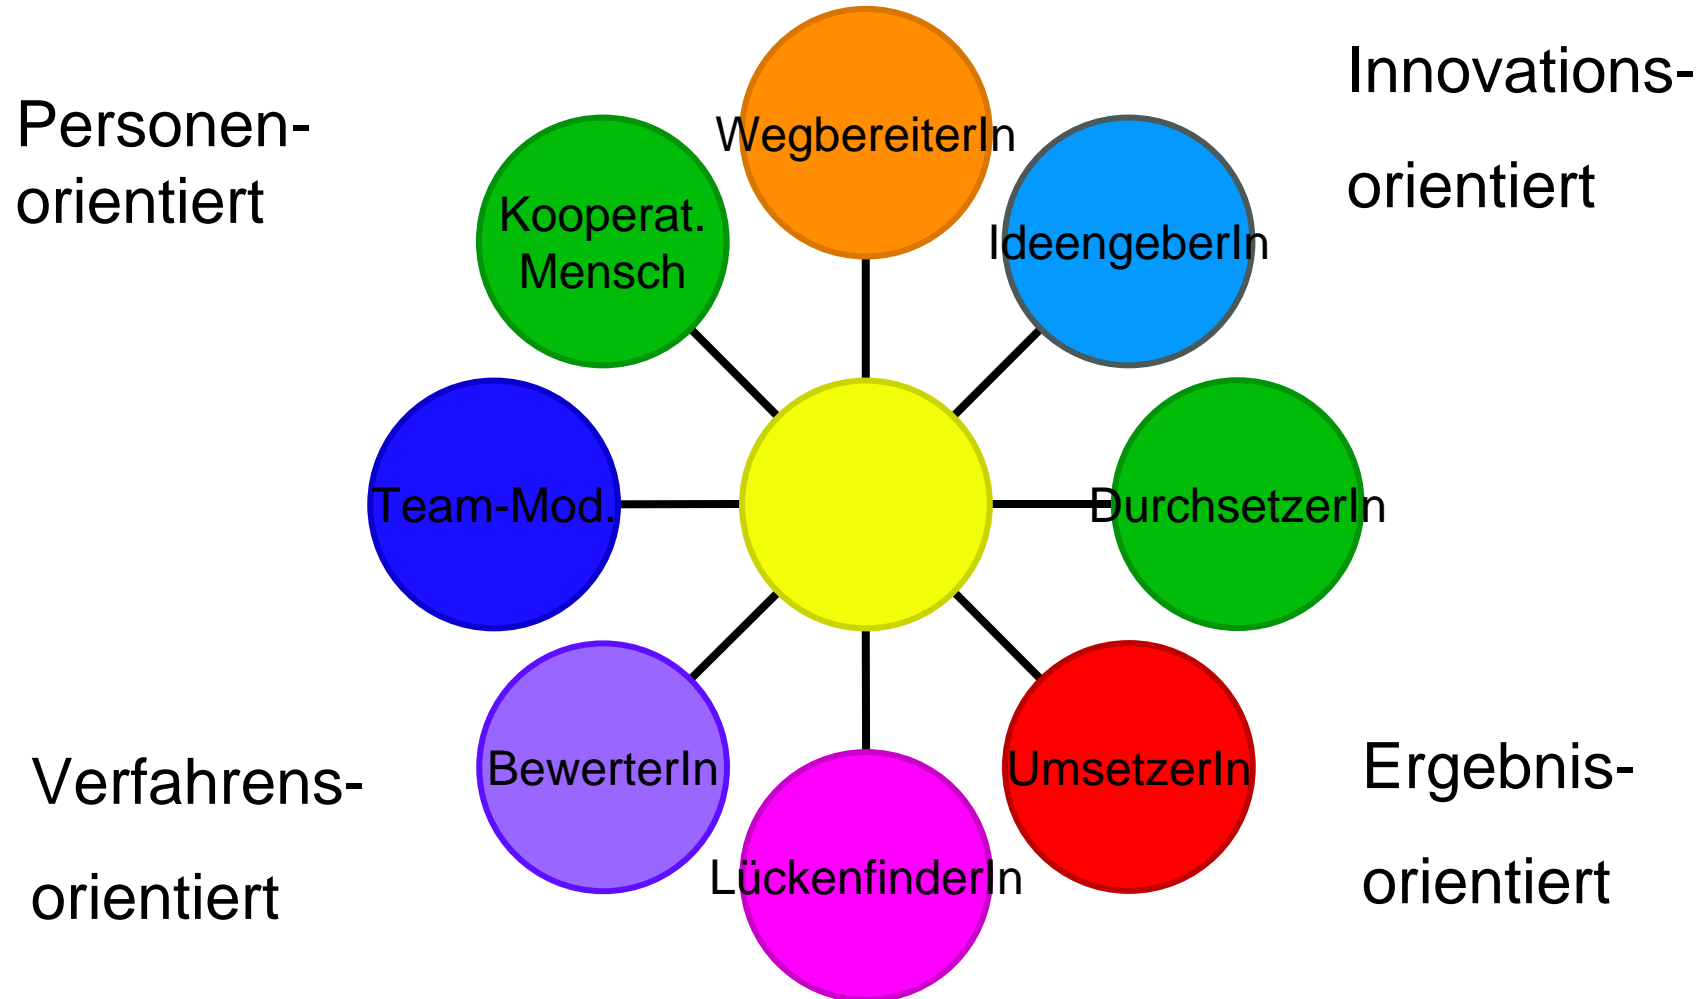 Personen-
orientiert
Innovations-
orientiert
WegbereiterIn
Kooperat.
Mensch
IdeengeberIn
Team-Mod.
DurchsetzerIn
BewerterIn
UmsetzerIn
LückenfinderIn
Verfahrens-
orientiert
Ergebnis-
orientiert